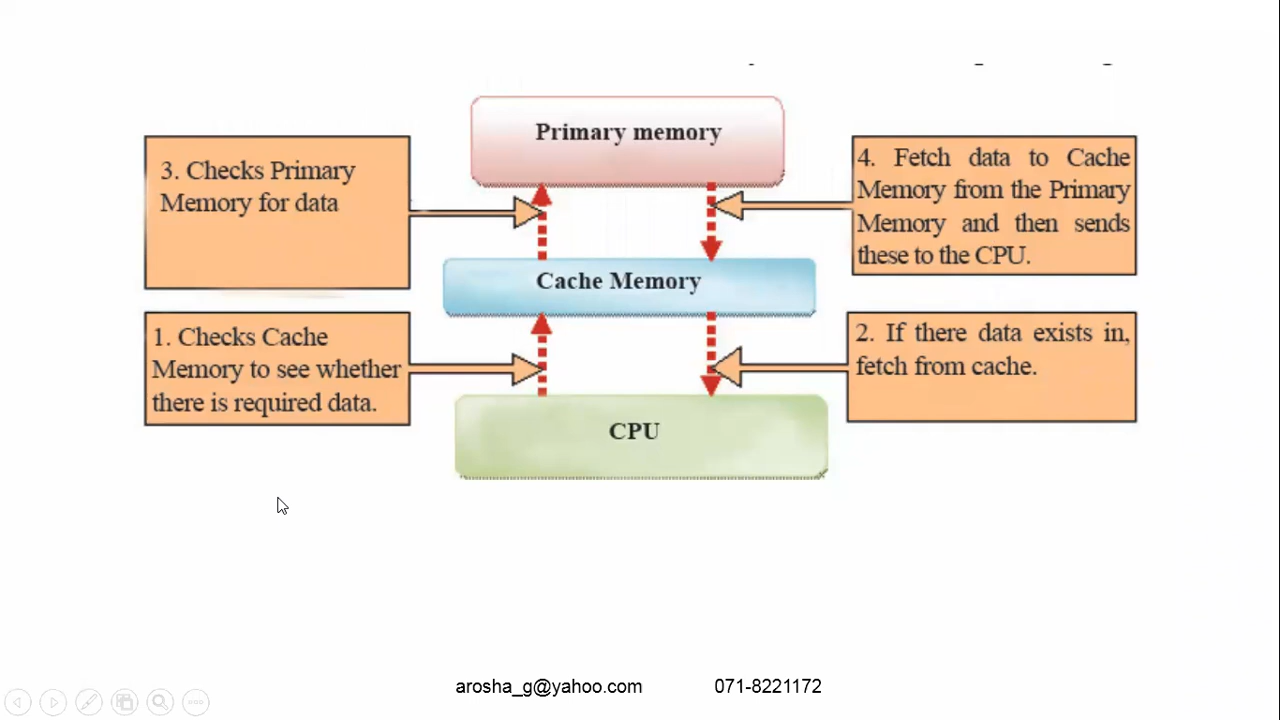 Primary memory
3. Checks Primary
Memory for data
4. Fetch data to Cache
Memory from the Primary
Memory and then sends
these to the CPU.
Cache Memory
1. Checks Cache
Memory to see whether
there is required data.
2. If there data exists in,
fetch from cache.
CPU
arosha_g@yahoo.com 071-8221172